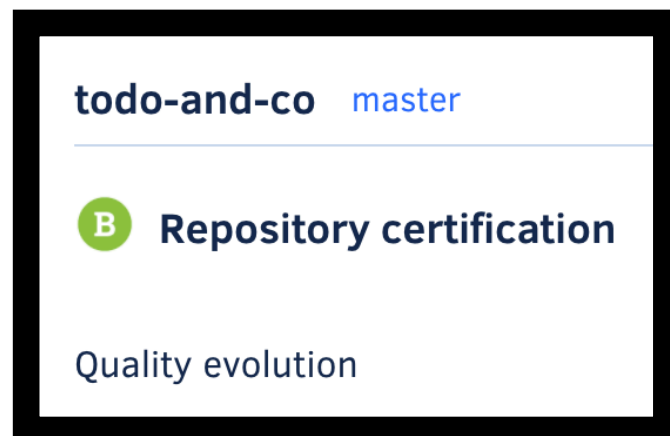 todo-and-co master
B Repository certification
Quality evolution